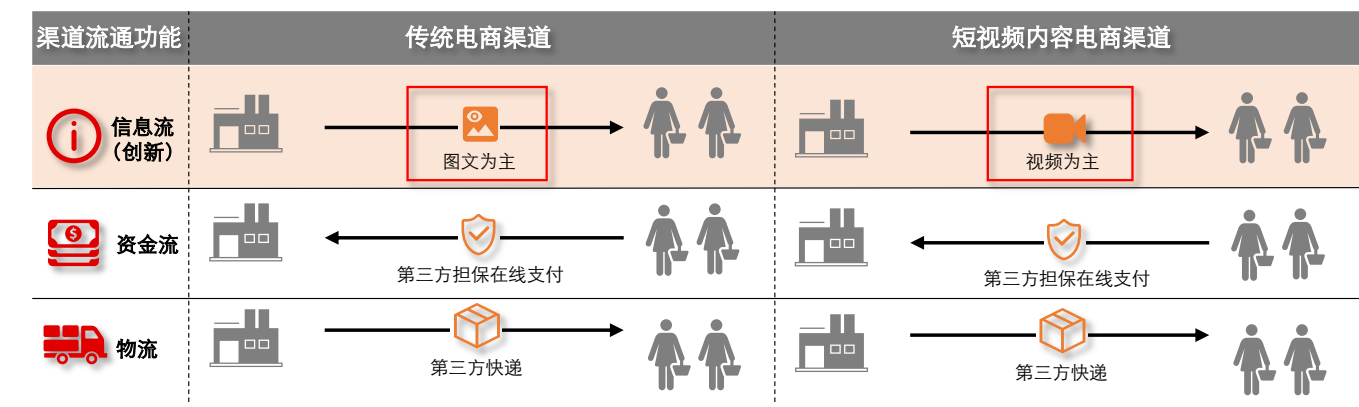 渠道流通功能
传统电商渠道
短视频内容电商渠道
信息流
（创新）
图文为主
视频为主
$
资金流
第三方担保在线支付
第三方担保在线支付
物流
第三方快递
第三方快递